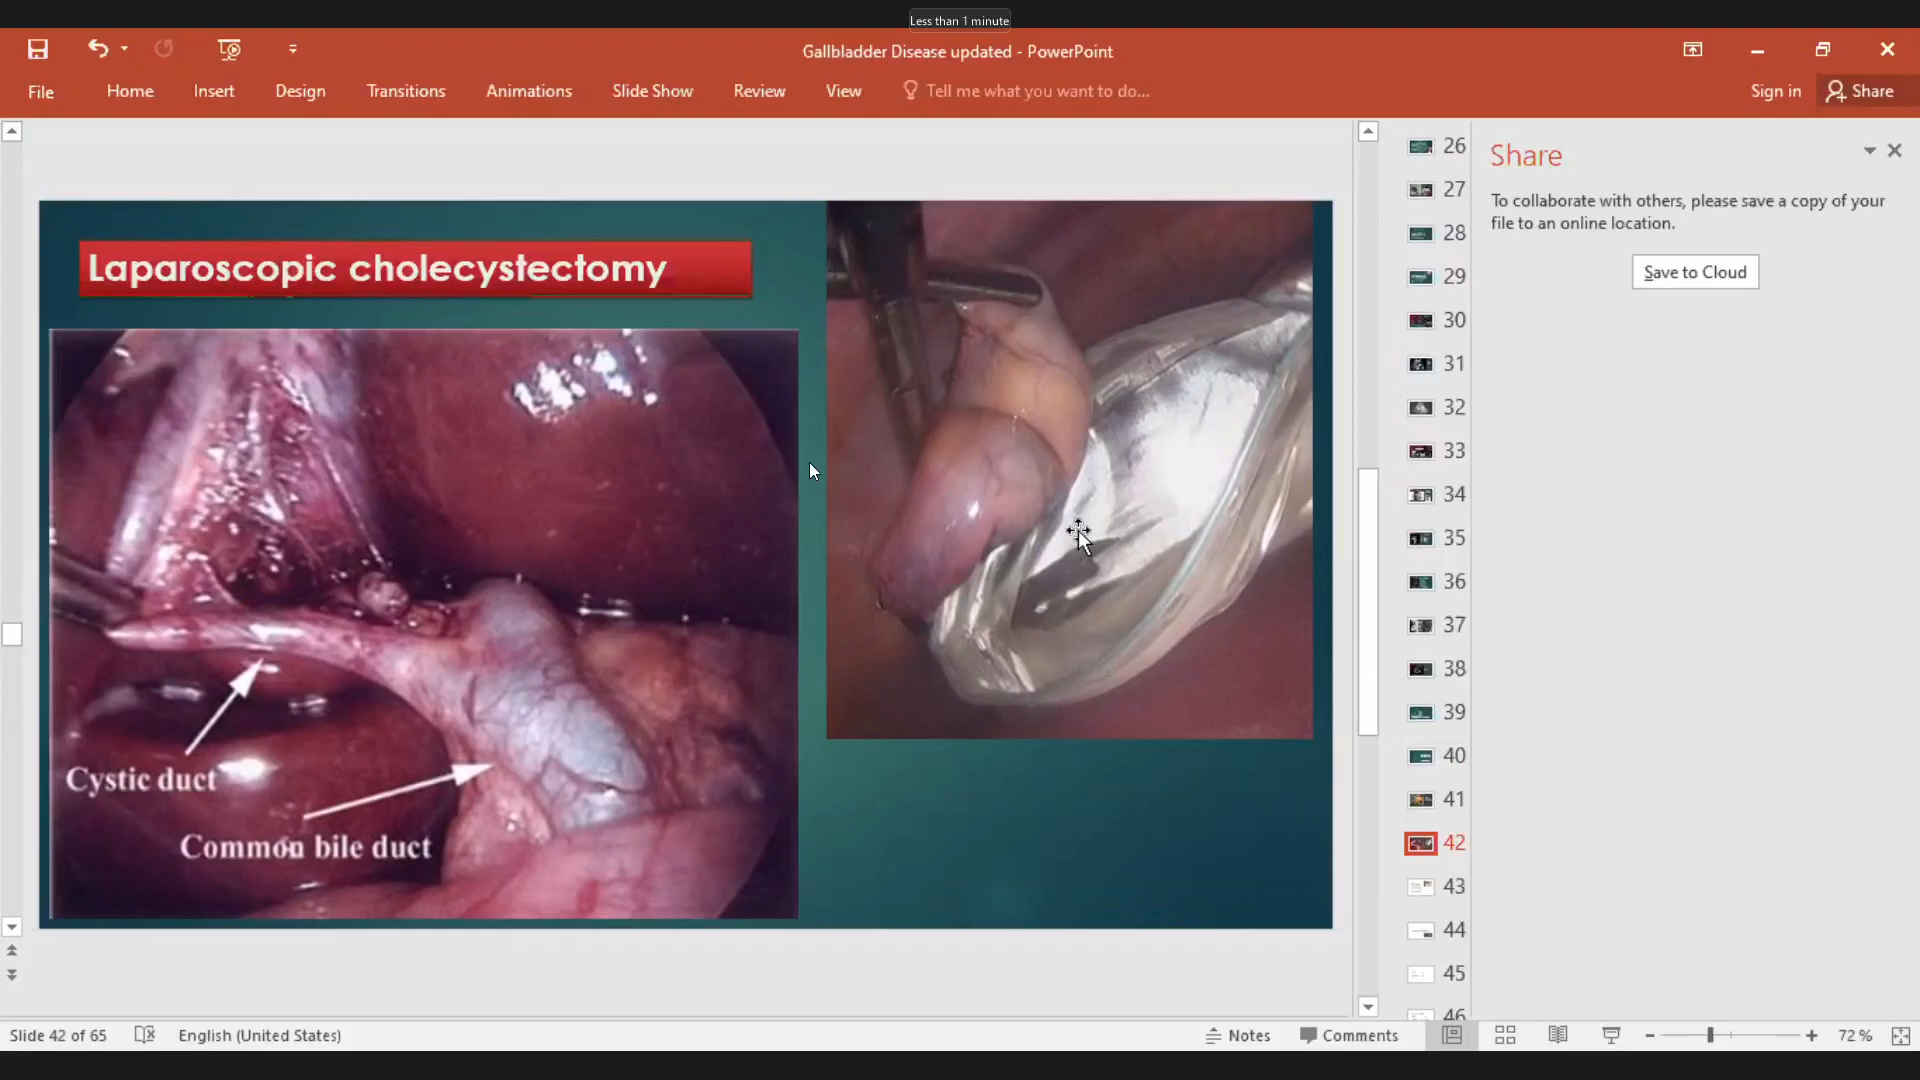 Less than 1 minute
Gallbladder Disease updated - PowerPoint
File Home Insert Design Transitions Animations Slide Show Review View Tell me what you want to do... Sign in Share
Laparoscopic cholecystectomy
Cystic duct
Common bile duct
26
27
28
29
30
31
32
33
34
35
36
37
38
39
40
41
42
43
44
45
46
Share
To collaborate with others, please save a copy of your
file to an online location.
Save to Cloud
Slide 42 of 65 English (United States) Notes Comments 72 %